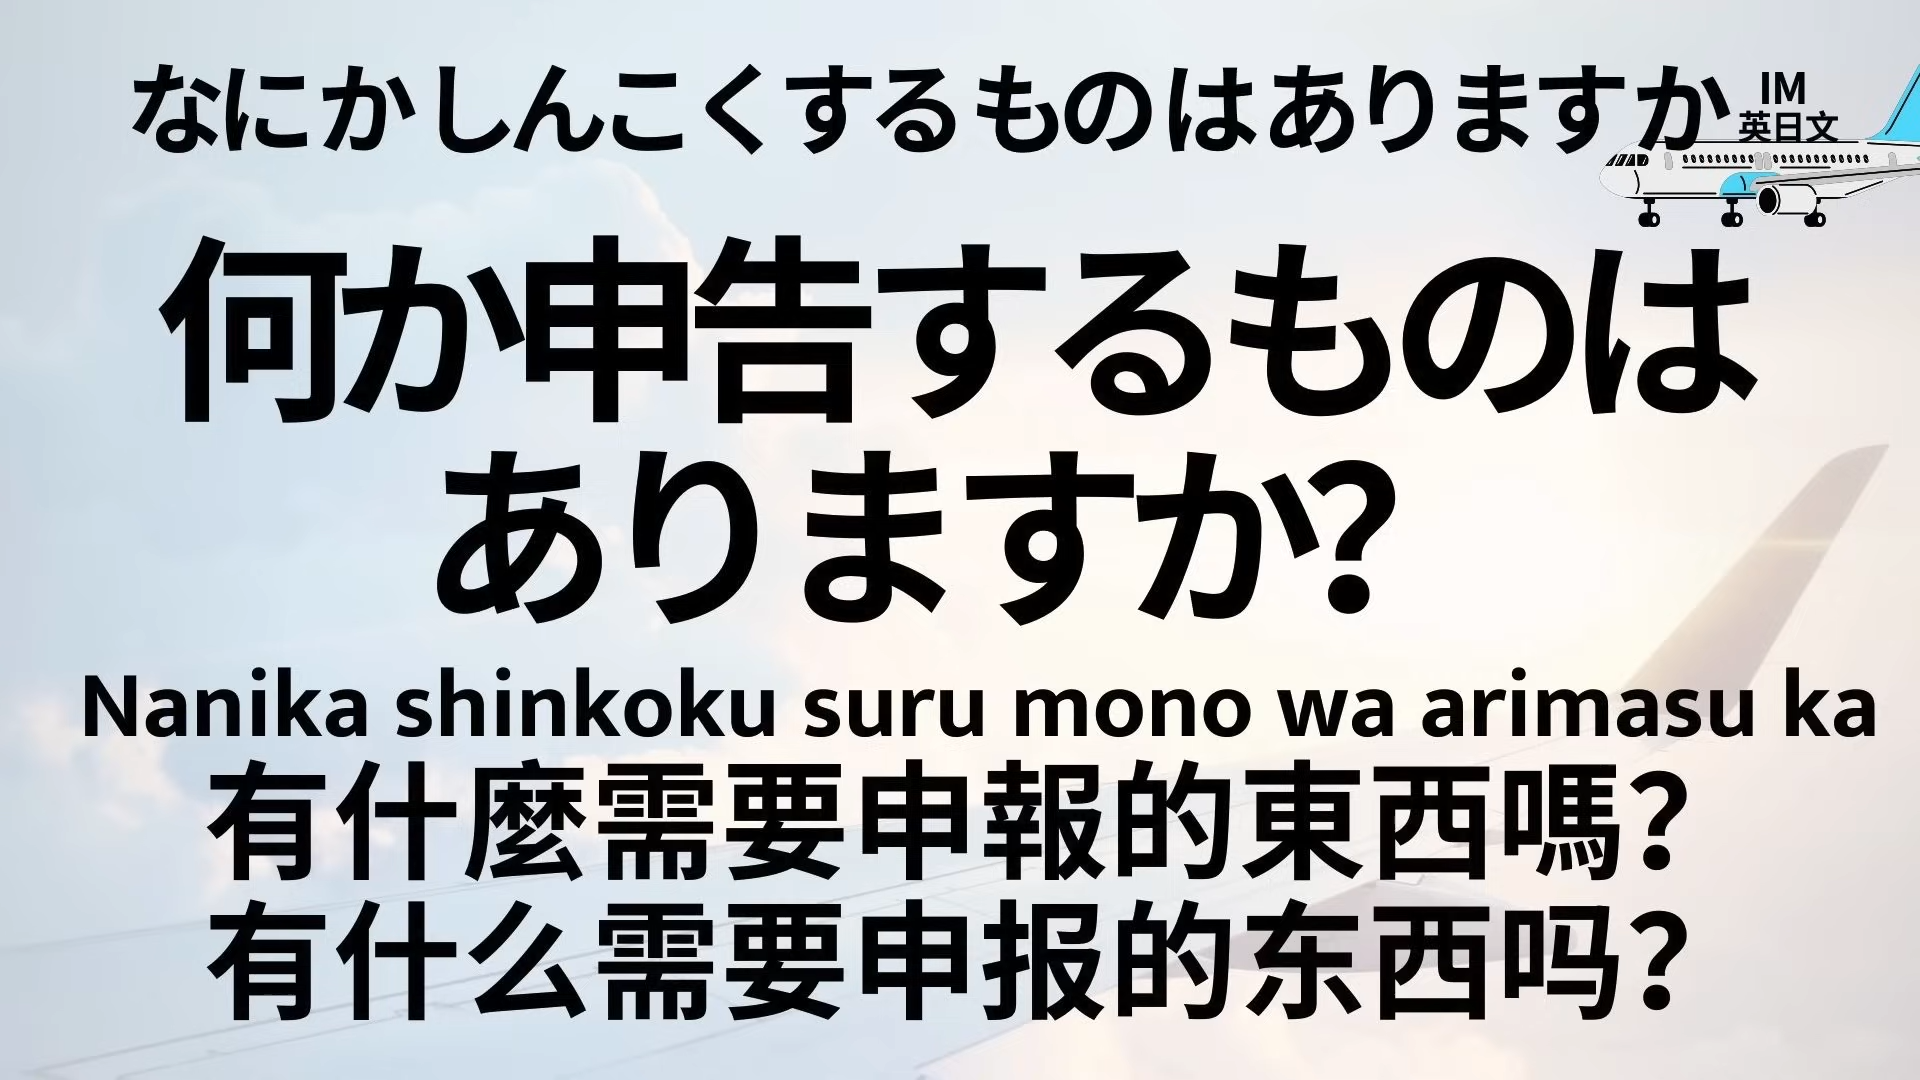 なにかしんこくするものはありますか
IM
英日文
何か申告するものは
ありますか?
Nanika shinkoku suru mono wa arimasu ka
有什麼需要申報的東西嗎?
有什么需要申报的东西吗?